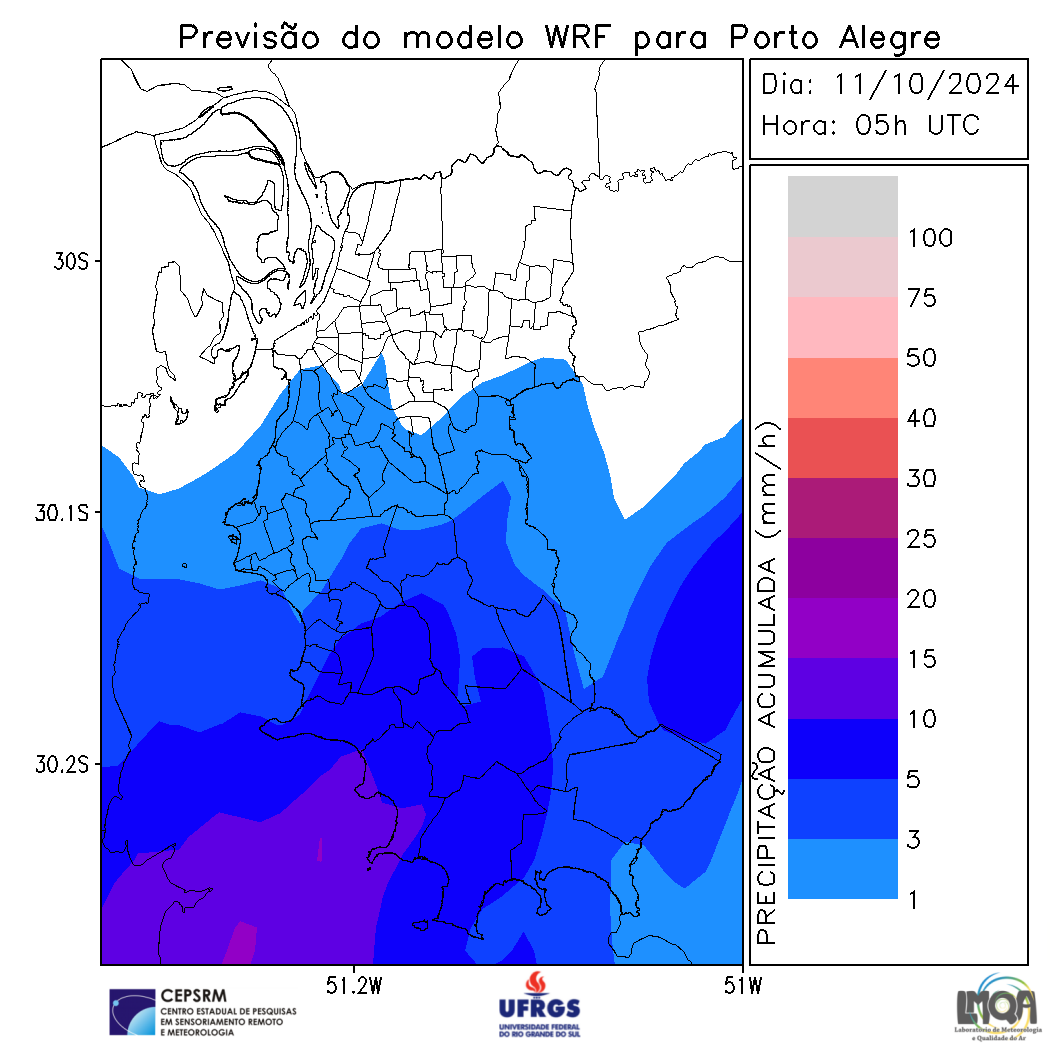 Previsão do modelo WRF para Porto Alegre
Dia: 11/10/2024
Hora: 05h UTC
30S
30.1S
30.2S
51.2W
51W
PRECIPITAÇÃO ACUMULADA (mm/h)
100
75
50
40
30
25
20
15
10
5
3
1
CEPSRM
CENTRO ESTADUAL DE PESQUISAS
EM SENSORIAMENTO REMOTO
E METEOROLOGIA
UFRGS
UNIVERSIDADE FEDERAL
DO RIO GRANDE DO SUL
LMQA
Laboratório de Meteorologia
e Qualidade do Ar